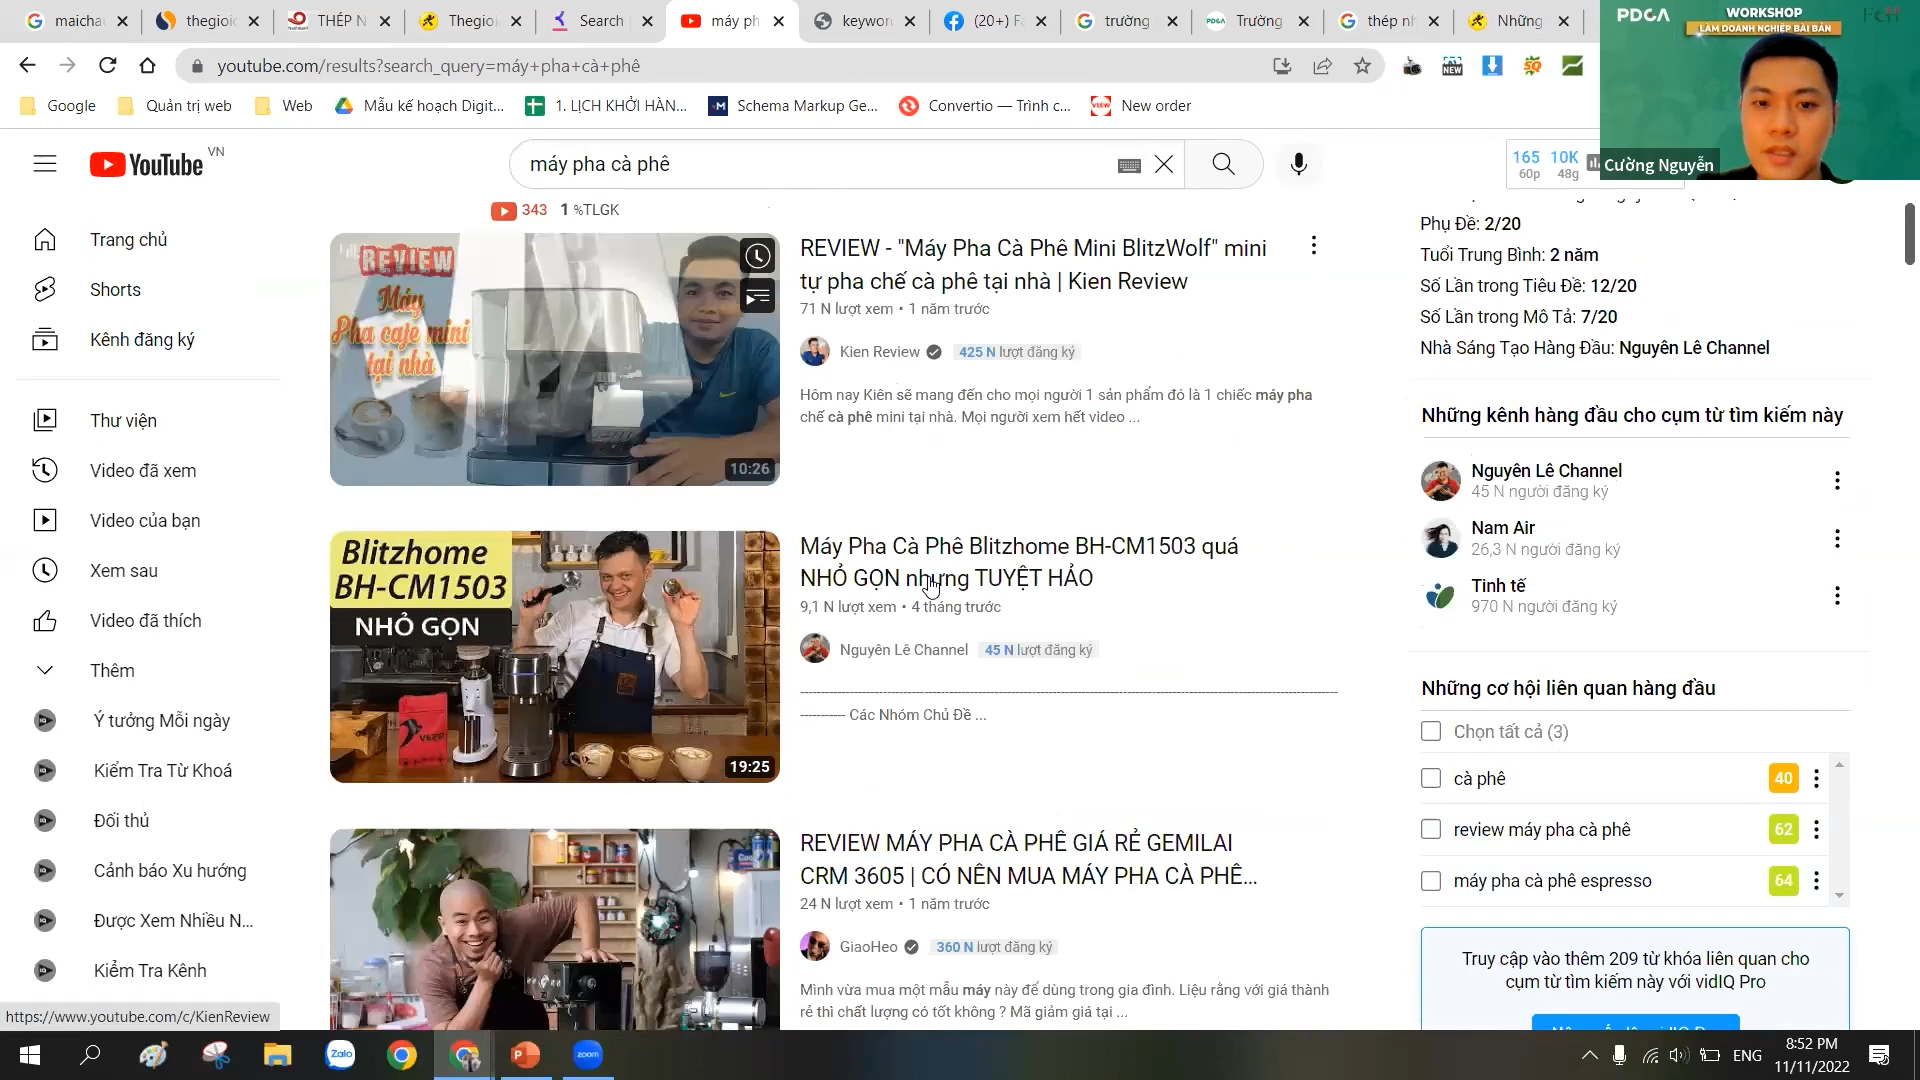 maicha
thegioi
THÉP N
Thegioi
Search
máy ph
keywor
(20+) F
trường
Trường
thép nh
Những
PDCA
WORKSHOP
LÀM DOANH NGHIỆP BÀI BẢN
Cường Nguyễn
youtube.com/results?search_query=máy+pha+cà+phê
Google
Quản trị web
Web
Mẫu kế hoạch Digit...
1. LỊCH KHỞI HÀN...
Schema Markup Ge...
Convertio — Trình c...
New order
YouTube VN
máy pha cà phê
165 10K
60p 48g
Trang chủ
Shorts
Kênh đăng ký
Thư viện
Video đã xem
Video của bạn
Xem sau
Video đã thích
Thêm
Ý tưởng Mỗi ngày
Kiểm Tra Từ Khoá
Đối thủ
Cảnh báo Xu hướng
Được Xem Nhiều N...
Kiểm Tra Kênh
https://www.youtube.com/c/KienReview
343 1 %TLGK
REVIEW
Máy
Pha cafe mini
tại nhà
10:26
REVIEW - "Máy Pha Cà Phê Mini BlitzWolf" mini
tự pha chế cà phê tại nhà | Kien Review
71 N lượt xem • 1 năm trước
Kien Review 425 N lượt đăng ký
Hôm nay Kiên sẽ mang đến cho mọi người 1 sản phẩm đó là 1 chiếc máy pha
chế cà phê mini tại nhà. Mọi người xem hết video ...
Blitzhome
BH-CM1503
NHỎ GỌN
19:25
Máy Pha Cà Phê Blitzhome BH-CM1503 quá
NHỎ GỌN nhưng TUYỆT HẢO
9,1 N lượt xem • 4 tháng trước
Nguyên Lê Channel 45 N lượt đăng ký
----------- Các Nhóm Chủ Đề ...
REVIEW MÁY PHA CÀ PHÊ GIÁ RẺ GEMILAI
CRM 3605 | CÓ NÊN MUA MÁY PHA CÀ PHÊ...
24 N lượt xem • 1 năm trước
GiaoHeo 360 N lượt đăng ký
Mình vừa mua một mẫu máy này để dùng trong gia đình. Liệu rằng với giá thành
rẻ thì chất lượng có tốt không ? Mã giảm giá tại ...
Phụ Đề: 2/20
Tuổi Trung Bình: 2 năm
Số Lần trong Tiêu Đề: 12/20
Số Lần trong Mô Tả: 7/20
Nhà Sáng Tạo Hàng Đầu: Nguyên Lê Channel
Những kênh hàng đầu cho cụm từ tìm kiếm này
Nguyên Lê Channel
45 N người đăng ký
Nam Air
26,3 N người đăng ký
Tinh tế
970 N người đăng ký
Những cơ hội liên quan hàng đầu
Chọn tất cả (3)
cà phê 40
review máy pha cà phê 62
máy pha cà phê espresso 64
Truy cập vào thêm 209 từ khóa liên quan cho
cụm từ tìm kiếm này với vidIQ Pro
Zalo
zoom
ENG
8:52 PM
11/11/2022